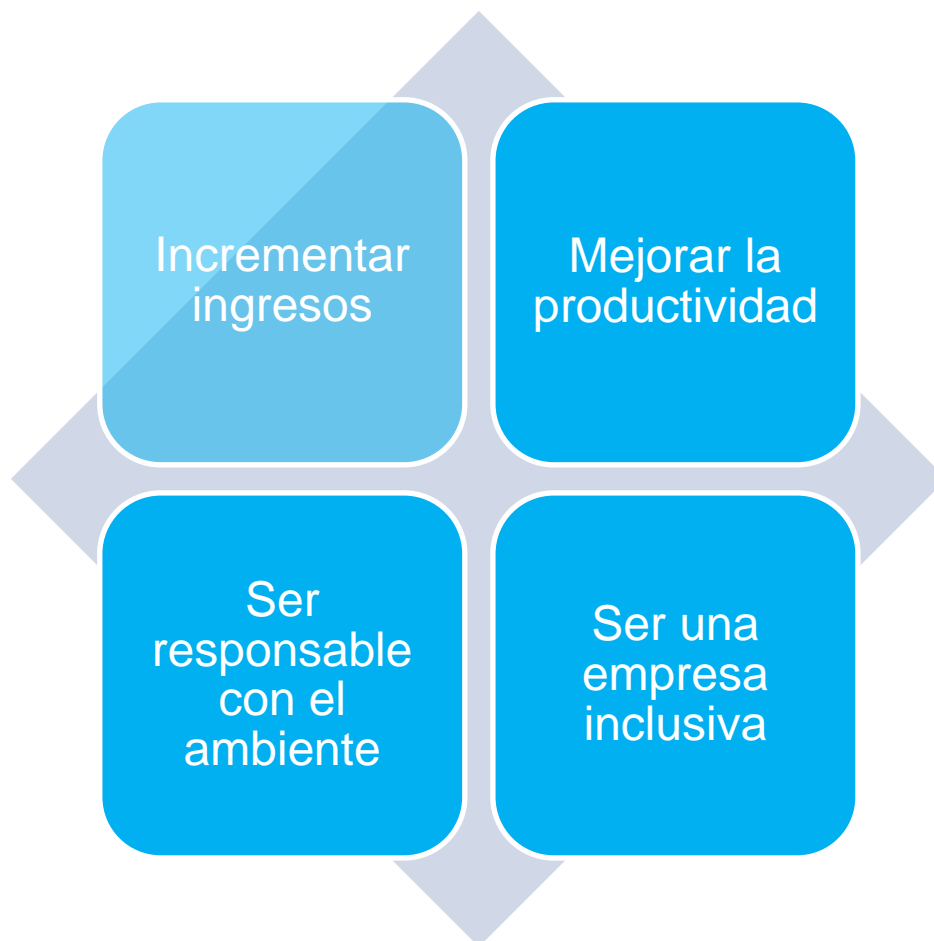 Incrementar
ingresos
Mejorar la
productividad
Ser
responsable
con el
ambiente
Ser una
empresa
inclusiva